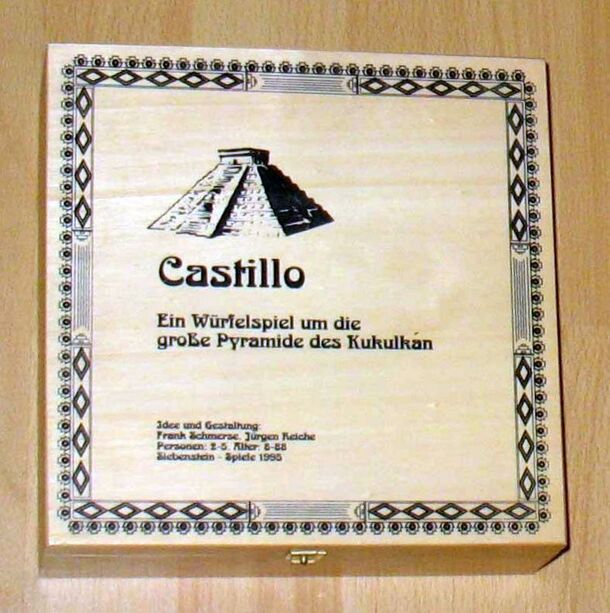 Castillo
Ein Würfelspiel um die
große Pyramide des Kukulkán
Idee und Gestaltung:
Frank Schmerse, Jürgen Reiche
Personen: 2-5, Alter: 8-88
Siebenstein - Spiele 1995